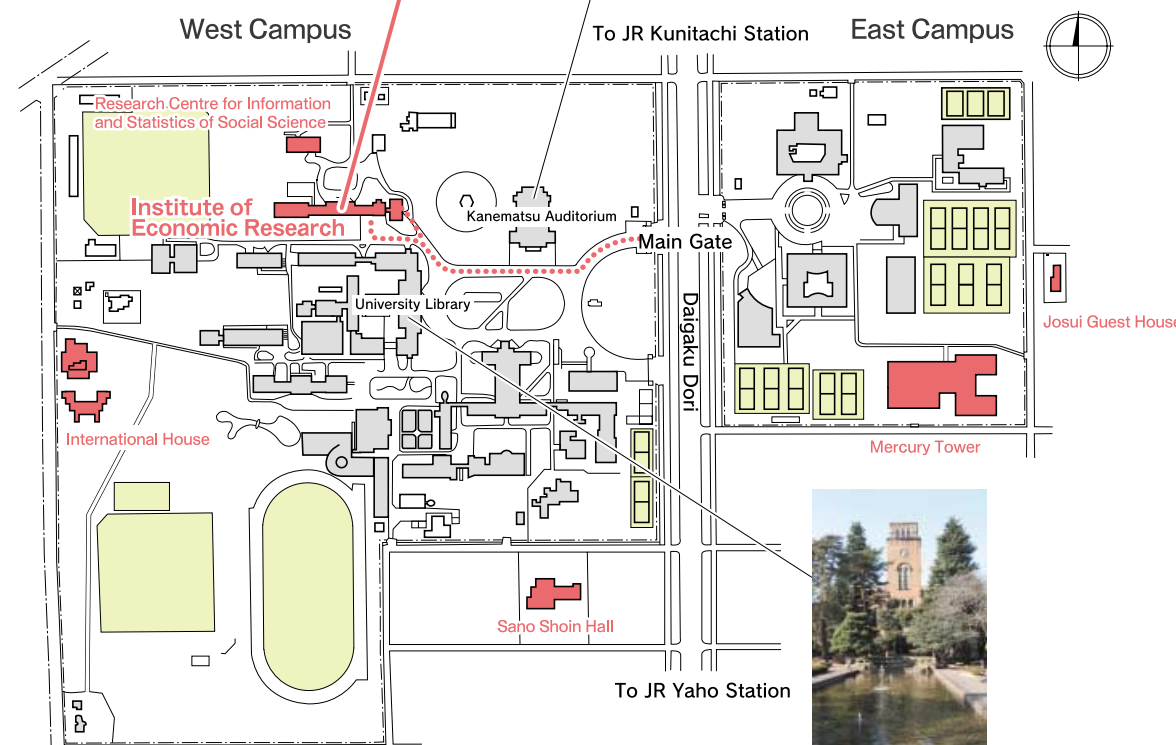 West Campus
To JR Kunitachi Station
East Campus
Research Centre for Information
and Statistics of Social Science
Institute of
Economic Research
Kanematsu Auditorium
Main Gate
University Library
Daigaku Dori
Josui Guest House
International House
Mercury Tower
Sano Shoin Hall
To JR Yaho Station